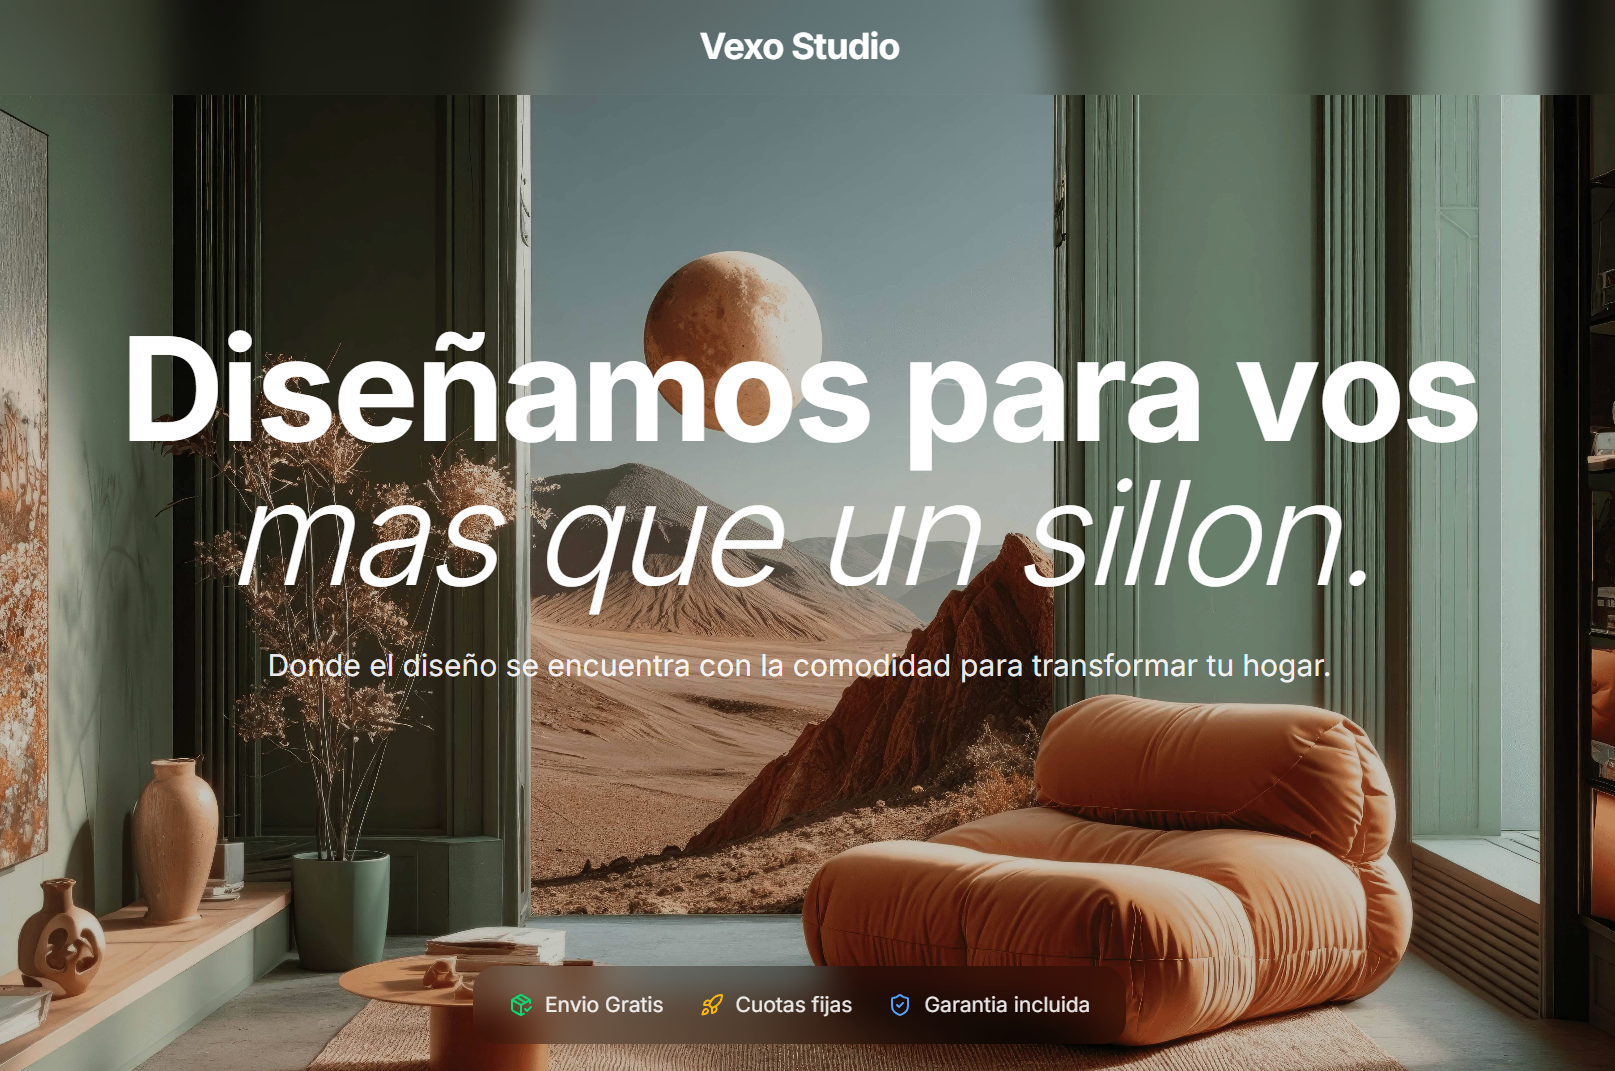 Vexo Studio
Diseñamos para vos
mas que un sillon.
Donde el diseño se encuentra con la comodidad para transformar tu hogar.
Envio Gratis
Cuotas fijas
Garantia incluida